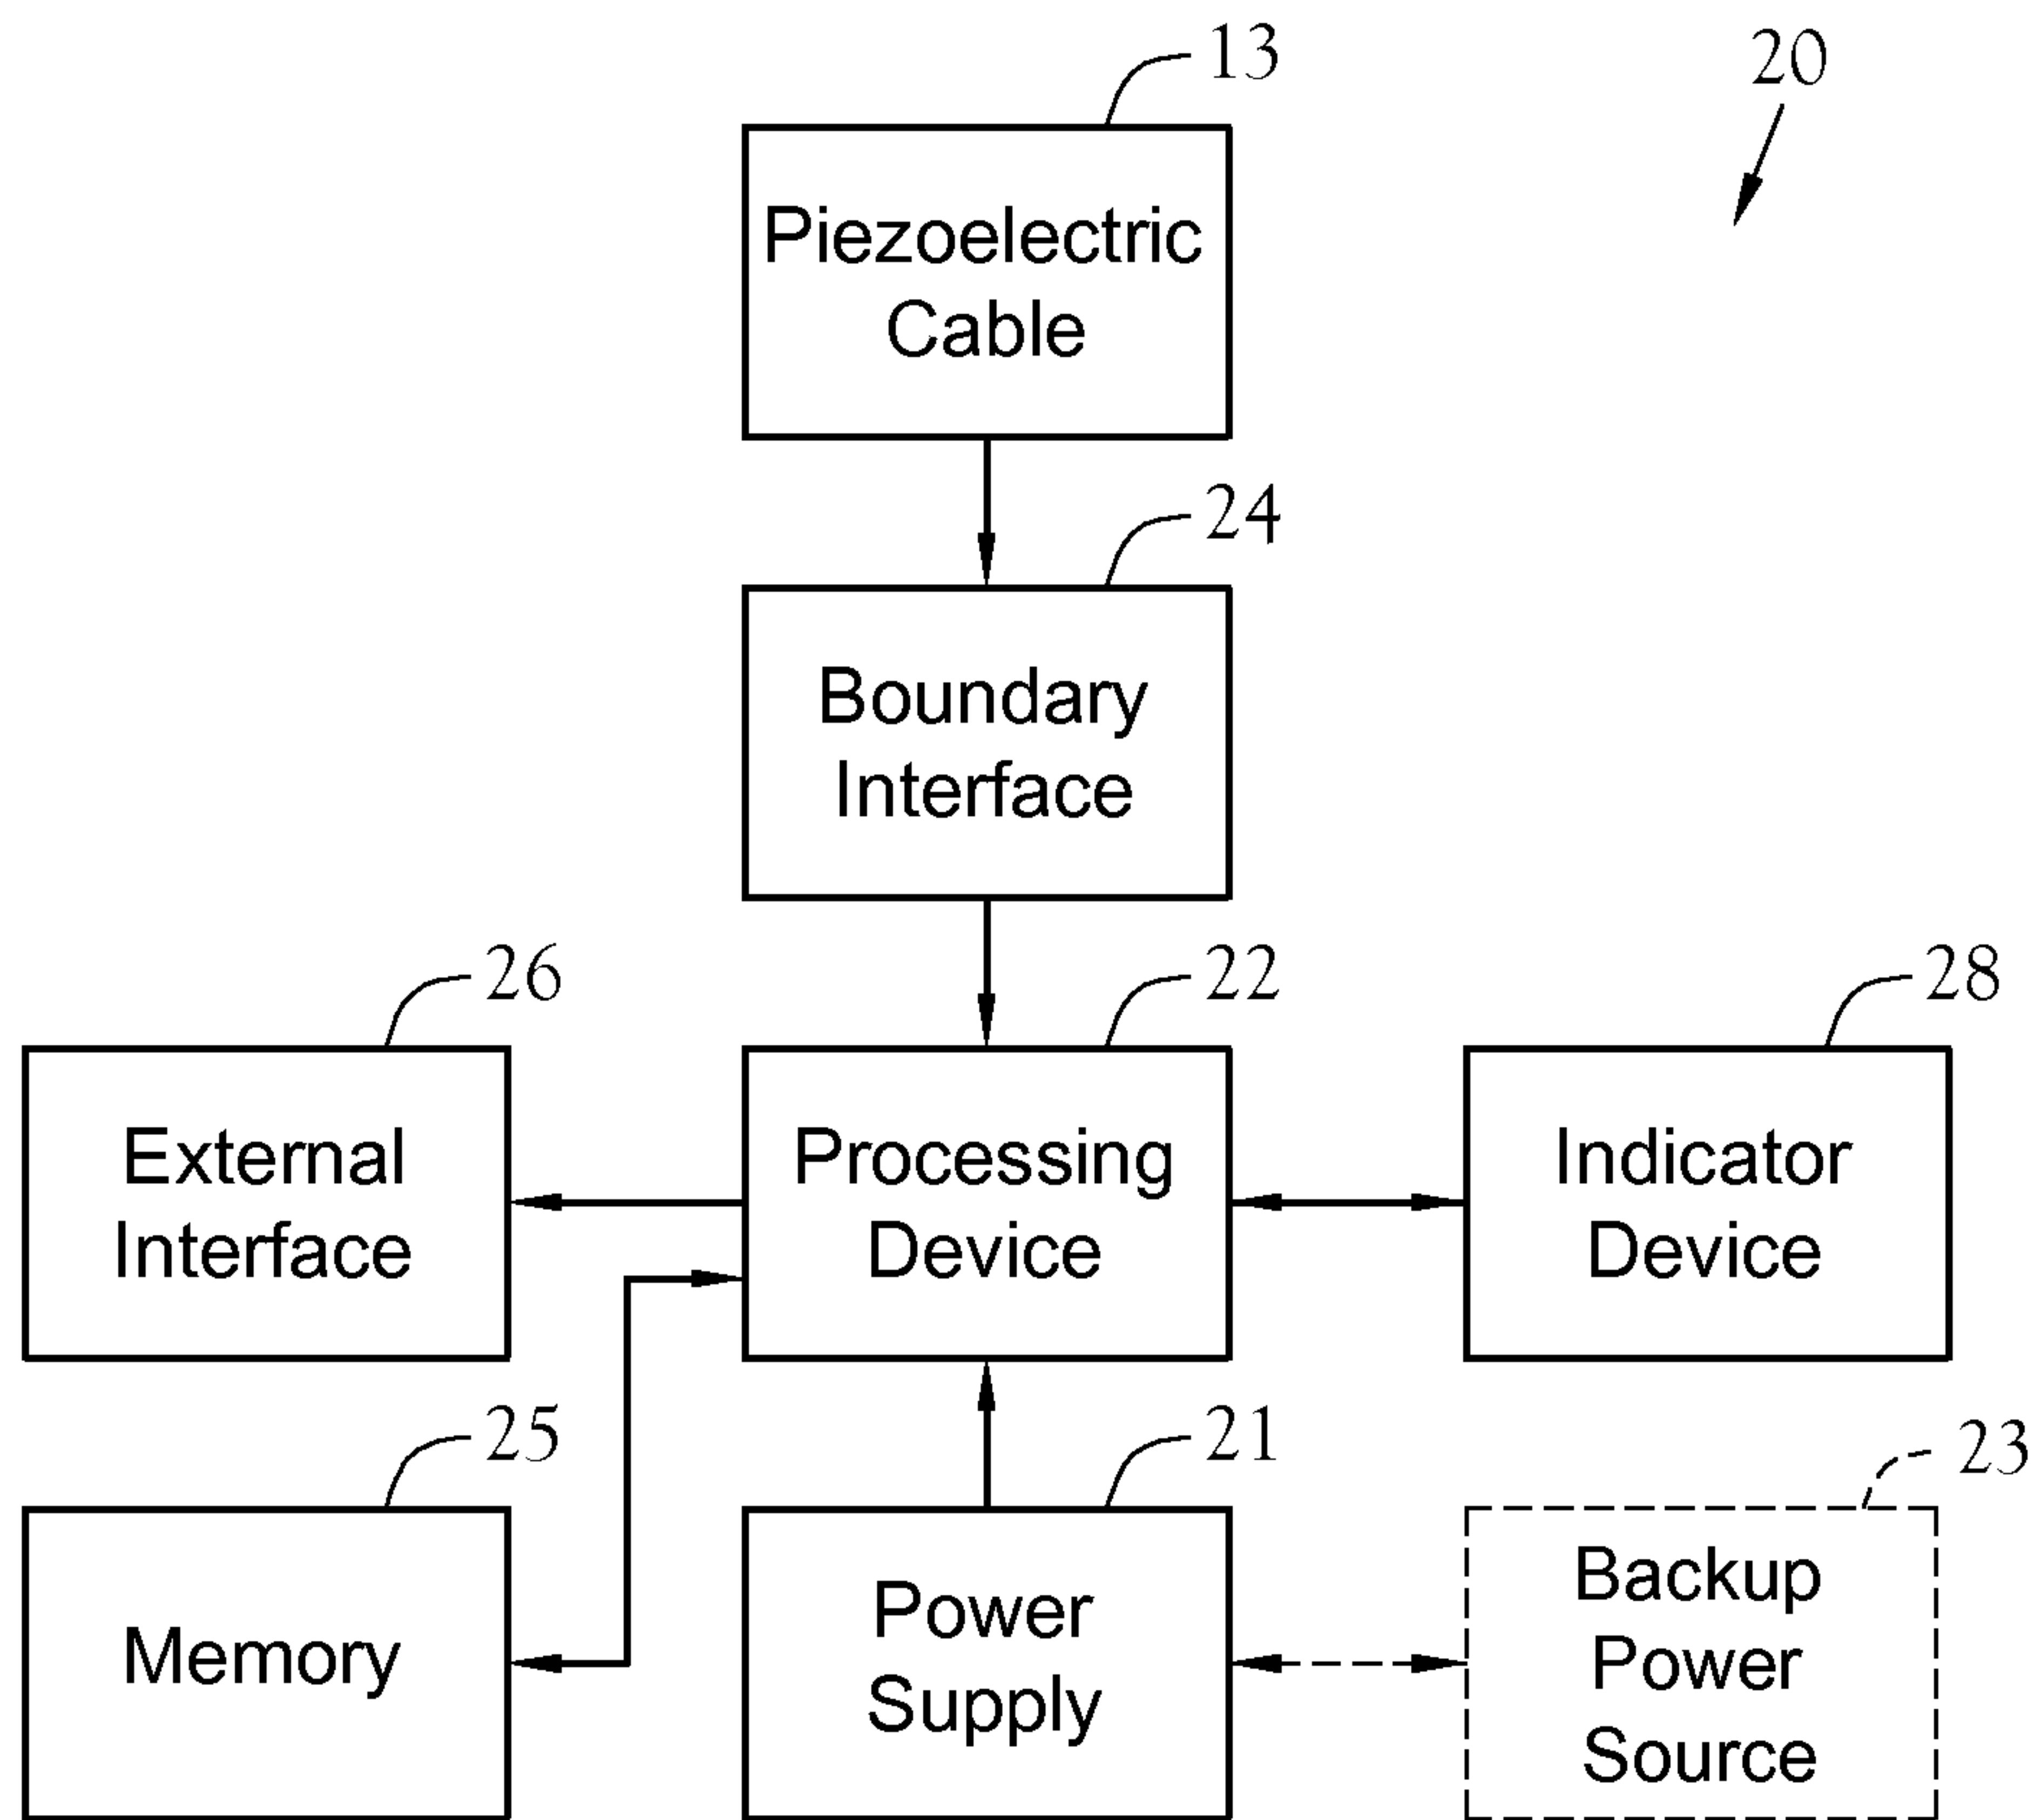 13
20
Piezoelectric
Cable
24
Boundary
Interface
26
22
28
External
Interface
Processing
Device
Indicator
Device
25
21
23
Memory
Power
Supply
Backup
Power
Source